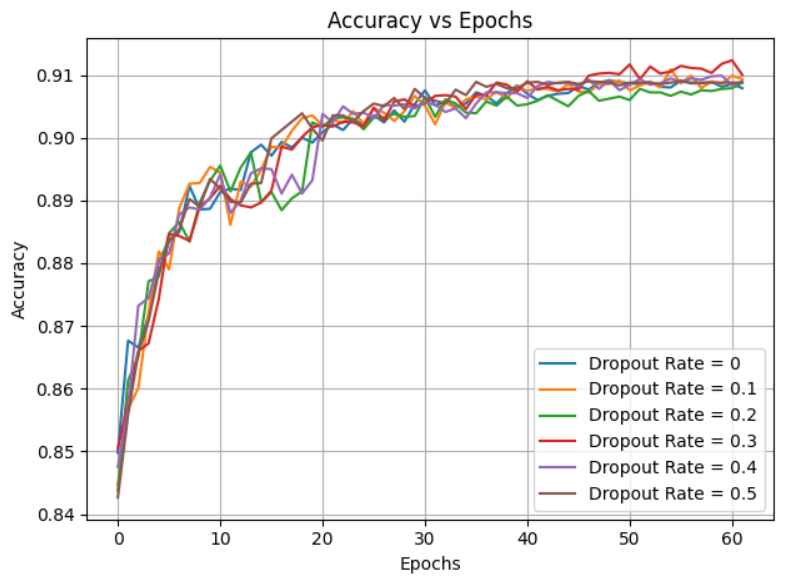 Accuracy vs Epochs
Accuracy
0.91
0.90
0.89
0.88
0.87
0.86
0.85
0.84
Dropout Rate = 0
Dropout Rate = 0.1
Dropout Rate = 0.2
Dropout Rate = 0.3
Dropout Rate = 0.4
Dropout Rate = 0.5
0 10 20 30 40 50 60
Epochs